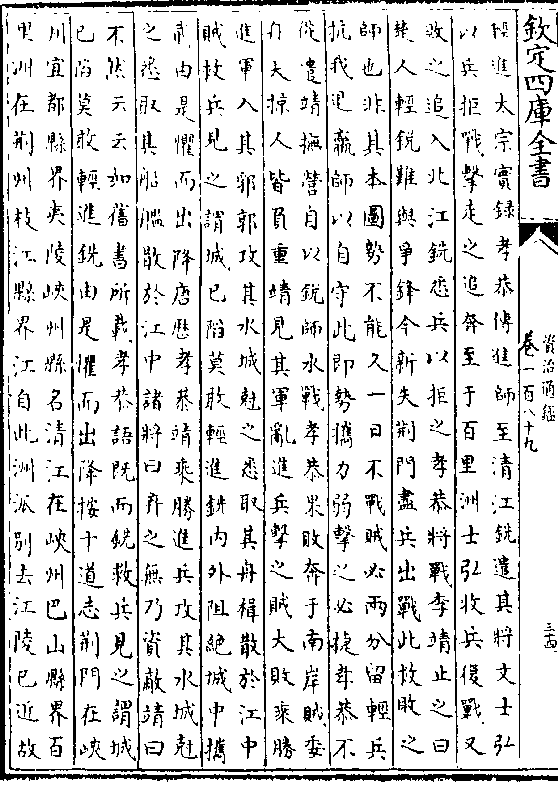 欽定四庫全書
資治通鑑
卷一百八十九
三十四
猥進太宗實錄孝恭傳進師至清江銑遣其將文士弘
以兵拒戰擊走之追奔至于百里洲士弘收兵復戰又
敗之追入北江銑悉兵以拒之孝恭將戰李靖止之曰
楚人輕銳難與爭鋒今新失荆門盡兵出戰此救敗之
師也非其本圖勢不能久一日不戰賊必兩分留輕兵
抗我退羸師以自守此即勢攜力弱擊之必捷孝恭不
從遣靖撫營自以銳師水戰孝恭果敗奔于南岸賊委
舟大掠人皆負重靖見其軍亂進兵擊之賊大敗乘勝
進軍入其郛郭攻其水城尅之悉取其舟楫散於江中
賊救兵見之謂城已陷莫敢輕進銑内外阻絶城中攜
貳由是懼而出降唐歷孝恭靖乘勝進兵攻其水城尅
之悉取其船艦散於江中諸將曰弃之無乃資敵靖曰
不然云云如舊書所載孝恭語既而銑救兵見之謂城
已陷莫敢輕進銑由是懼而出降按十道志荆門在峽
川宜都縣界夷陵峽州縣名清江在峽州巴山縣界百
里洲在荆州枝江縣界江自此洲派别去江陵已近故